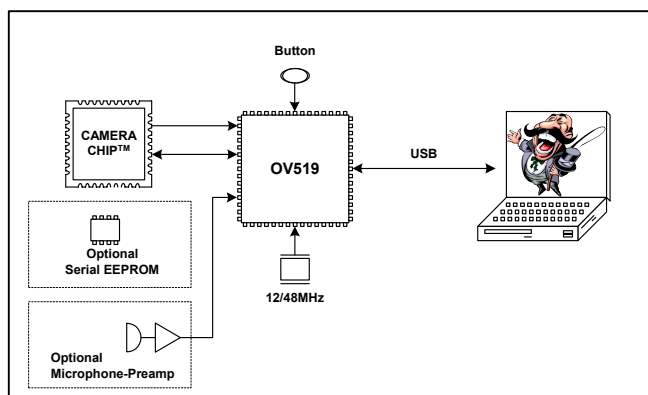 Button
CAMERA
CHIP™
OV519
USB
Optional
Serial EEPROM
12/48MHz
Optional
Microphone-Preamp